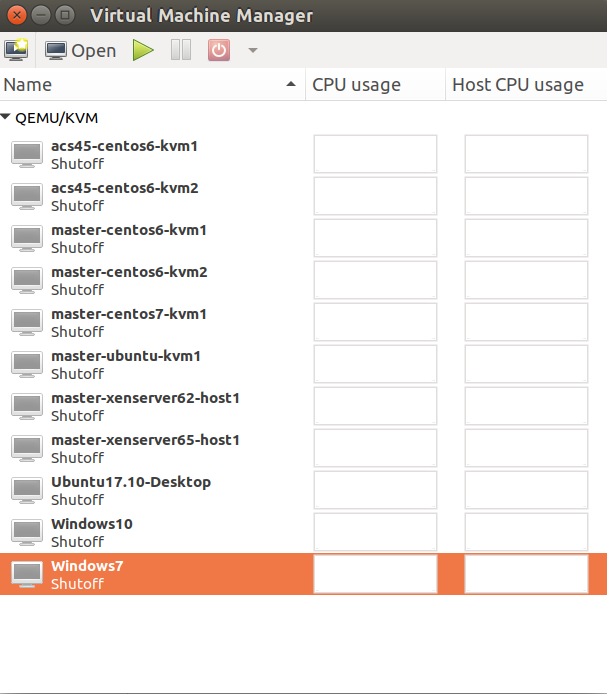 Virtual Machine Manager
Open
Name CPU usage Host CPU usage
QEMU/KVM
acs45-centos6-kvm1
Shutoff
acs45-centos6-kvm2
Shutoff
master-centos6-kvm1
Shutoff
master-centos6-kvm2
Shutoff
master-centos7-kvm1
Shutoff
master-ubuntu-kvm1
Shutoff
master-xenserver62-host1
Shutoff
master-xenserver65-host1
Shutoff
Ubuntu17.10-Desktop
Shutoff
Windows10
Shutoff
Windows7
Shutoff